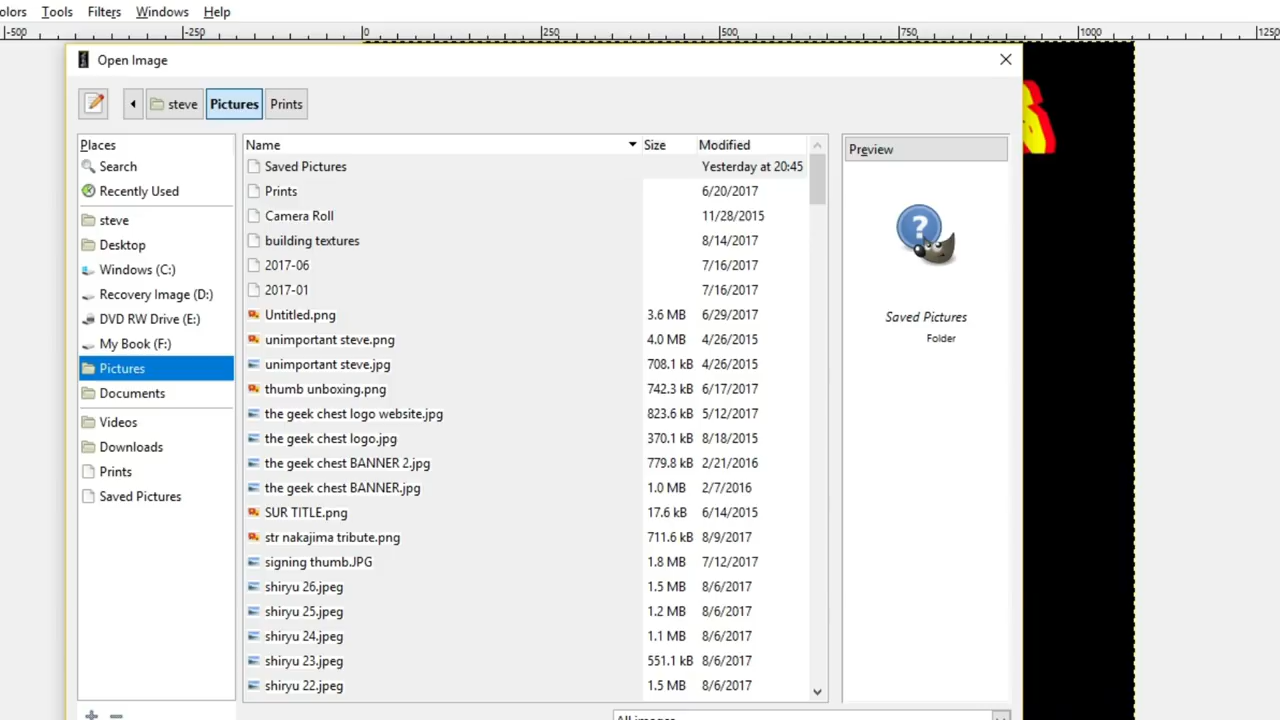 olors Tools Filters Windows Help
-500 -250 0 250 500 750 1000 1250
Open Image
steve Pictures Prints
Places Name Size Modified Preview
Search Saved Pictures Yesterday at 20:45
Recently Used Prints 6/20/2017
Camera Roll 11/28/2015
steve building textures 8/14/2017
Desktop 2017-06 7/16/2017
Windows (C:) 2017-01 7/16/2017
Recovery Image (D:) Untitled.png 3.6 MB 6/29/2017
DVD RW Drive (E:) unimportant steve.png 4.0 MB 4/26/2015
My Book (F:) unimportant steve.jpg 708.1 kB 4/26/2015
Pictures thumb unboxing.png 742.3 kB 6/17/2017
Documents the geek chest logo website.jpg 823.6 kB 5/12/2017
Videos the geek chest logo.jpg 370.1 kB 8/18/2015
Downloads the geek chest BANNER 2.jpg 779.8 kB 2/21/2016
Prints the geek chest BANNER.jpg 1.0 MB 2/7/2016
Saved Pictures SUR TITLE.png 17.6 kB 6/14/2015
str nakajima tribute.png 711.6 kB 8/9/2017
signing thumb.JPG 1.8 MB 7/12/2017
shiryu 26.jpeg 1.5 MB 8/6/2017
shiryu 25.jpeg 1.2 MB 8/6/2017
shiryu 24.jpeg 1.1 MB 8/6/2017
shiryu 23.jpeg 551.1 kB 8/6/2017
shiryu 22.jpeg 1.5 MB 8/6/2017
Saved Pictures
Folder
All images